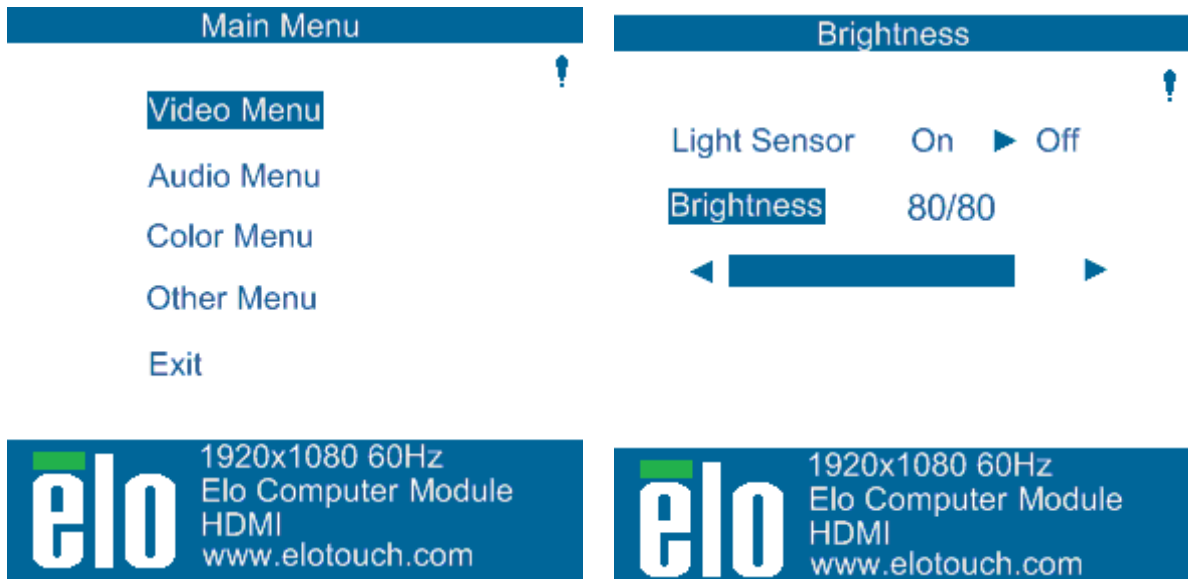 Main Menu
Video Menu
Audio Menu
Color Menu
Other Menu
Exit
elo
1920x1080 60Hz
Elo Computer Module
HDMI
www.elotouch.com
Brightness
Light Sensor On ► Off
Brightness 80/80
◄ ►
elo
1920x1080 60Hz
Elo Computer Module
HDMI
www.elotouch.com